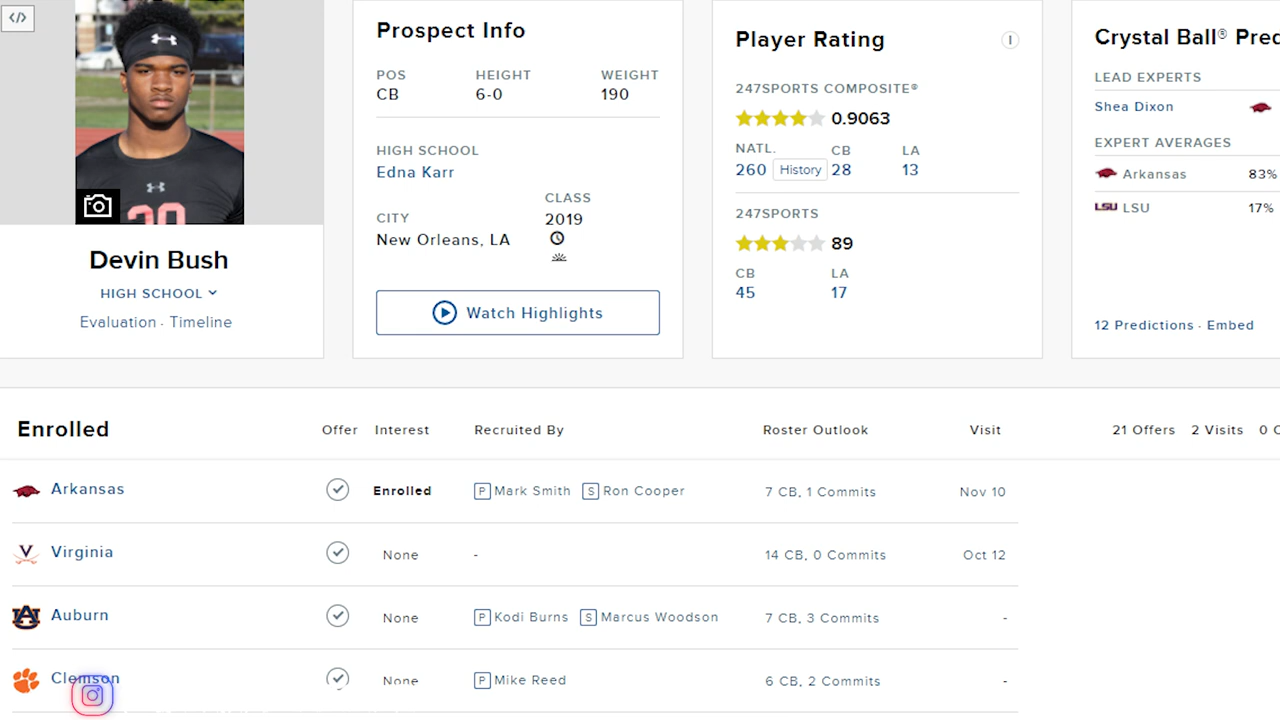 </>
Devin Bush
HIGH SCHOOL
Evaluation · Timeline
Prospect Info
POS HEIGHT WEIGHT
CB 6-0 190
HIGH SCHOOL
Edna Karr
CITY
New Orleans, LA
CLASS
2019
Watch Highlights
Player Rating
I
247SPORTS COMPOSITE®
0.9063
NATL. CB LA
260 History 28 13
247SPORTS
89
CB LA
45 17
Crystal Ball® Pred
LEAD EXPERTS
Shea Dixon
EXPERT AVERAGES
Arkansas 83%
LSU LSU 17%
12 Predictions · Embed
Enrolled Offer Interest Recruited By Roster Outlook Visit 21 Offers 2 Visits 0 C
Arkansas Enrolled P Mark Smith S Ron Cooper 7 CB, 1 Commits Nov 10
V Virginia None - 14 CB, 0 Commits Oct 12
AU Auburn None P Kodi Burns S Marcus Woodson 7 CB, 3 Commits -
Clemson None P Mike Reed 6 CB, 2 Commits -